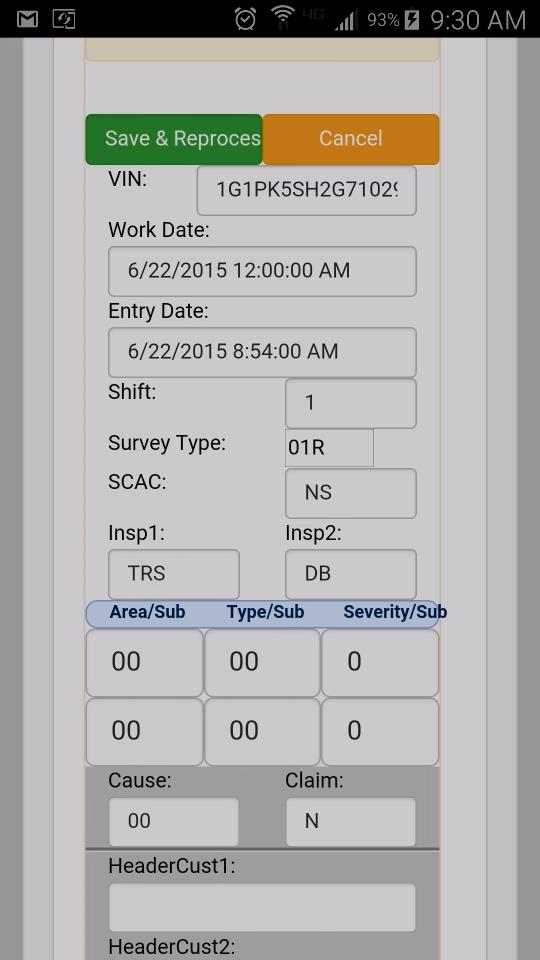 4G 93% 9:30 AM
Save & Reproces Cancel
VIN: 1G1PK5SH2G7102
Work Date:
6/22/2015 12:00:00 AM
Entry Date:
6/22/2015 8:54:00 AM
Shift: 1
Survey Type: 01R
SCAC: NS
Insp1: Insp2:
TRS DB
Area/Sub Type/Sub Severity/Sub
00 00 0
00 00 0
Cause: Claim:
00 N
HeaderCust1:
HeaderCust2: